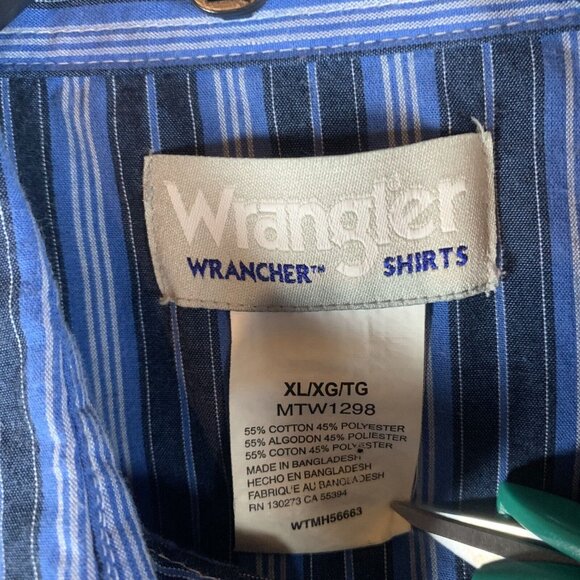 Wrangler
WRANCHER™ SHIRTS
XL/XG/TG
MTW1298
55% COTTON 45% POLYESTER
55% ALGODON 45% POLIESTER
55% COTON 45% POLYESTER
MADE IN BANGLADESH
HECHO EN BANGLADESH
FABRIQUE AU BANGLADESH
RN 130273 CA 55394
WTMH56663